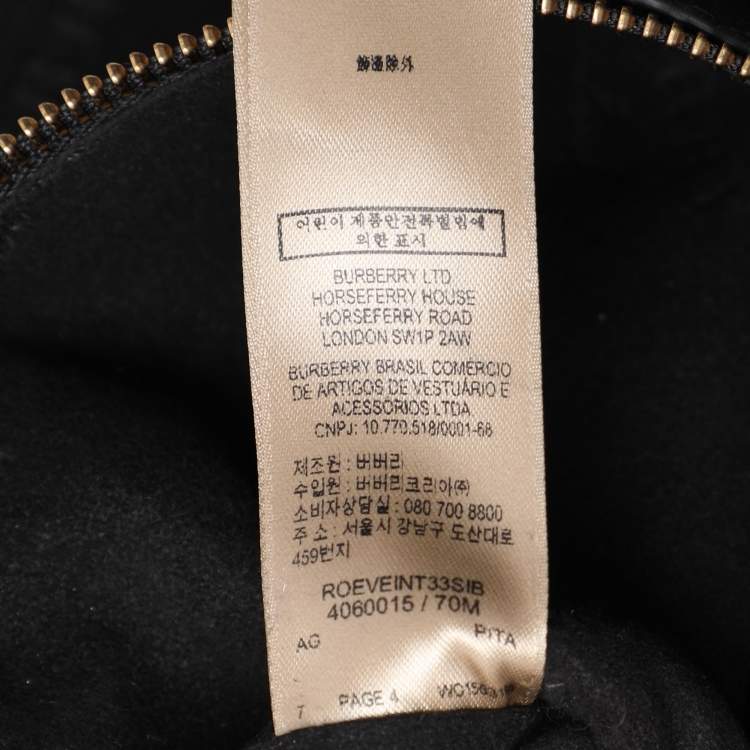 飾邊除外
어린이 제품안전특별법에
의한 표시
BURBERRY LTD
HORSEFERRY HOUSE
HORSEFERRY ROAD
LONDON SW1P 2AW
BURBERRY BRASIL COMERCIO
DE ARTIGOS DE VESTUÁRIO E
ACESSORIOS LTDA
CNPJ: 10.770.518/0001-66
제조원 : 버버리
수입원 : 버버리코리아(주)
소비자상담실 : 080 700 8800
주 소 : 서울시 강남구 도산대로
459번지
ROEVEINT33SIB
4060015 / 70M
AG PITA
7 PAGE 4